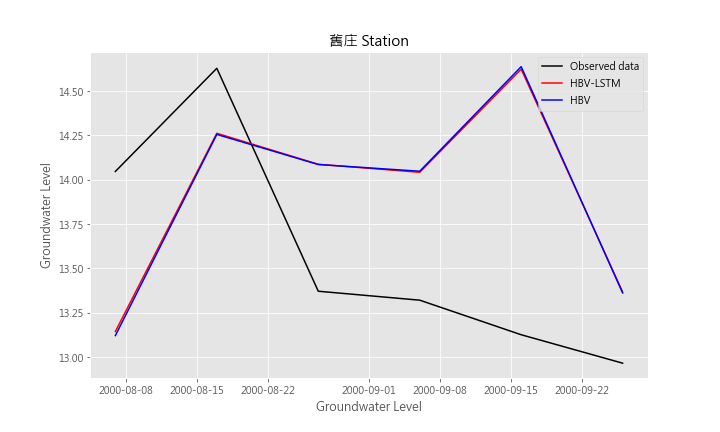 舊庄 Station
Observed data
HBV-LSTM
HBV
Groundwater Level
14.50
14.25
14.00
13.75
13.50
13.25
13.00
2000-08-08 2000-08-15 2000-08-22 2000-09-01 2000-09-08 2000-09-15 2000-09-22
Groundwater Level